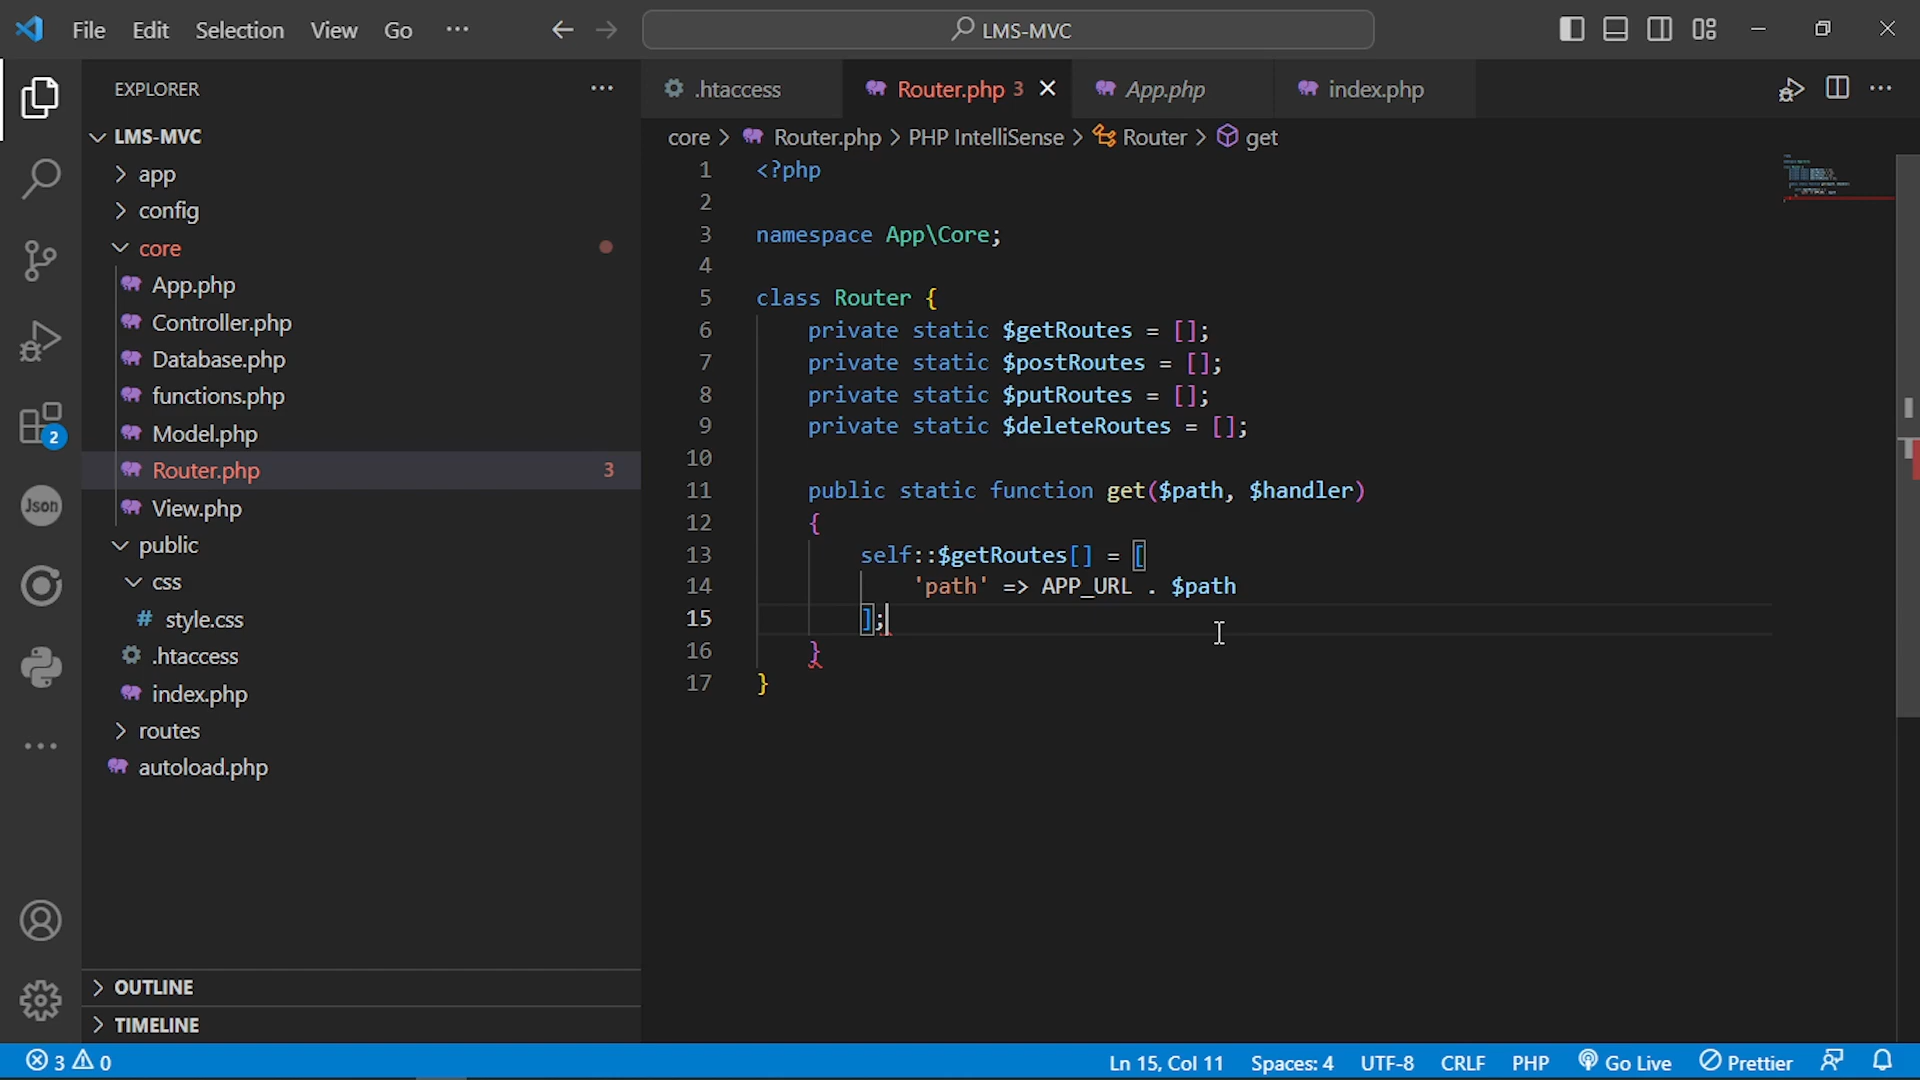 File Edit Selection View Go ··· LMS-MVC
EXPLORER ···
.htaccess Router.php 3 App.php index.php ···
LMS-MVC
core > Router.php > PHP IntelliSense > Router > get
app
config
core
App.php
Controller.php
Database.php
functions.php
Model.php
Router.php 3
View.php
public
css
# style.css
.htaccess
index.php
routes
autoload.php
OUTLINE
TIMELINE
2
Json
1 <?php
2
3 namespace App\Core;
4
5 class Router {
6 private static $getRoutes = [];
7 private static $postRoutes = [];
8 private static $putRoutes = [];
9 private static $deleteRoutes = [];
10
11 public static function get($path, $handler)
12 {
13 self::$getRoutes[] = [
14 'path' => APP_URL . $path
15 ];
16 }
17 }
3 0 Ln 15, Col 11 Spaces: 4 UTF-8 CRLF PHP Go Live Prettier